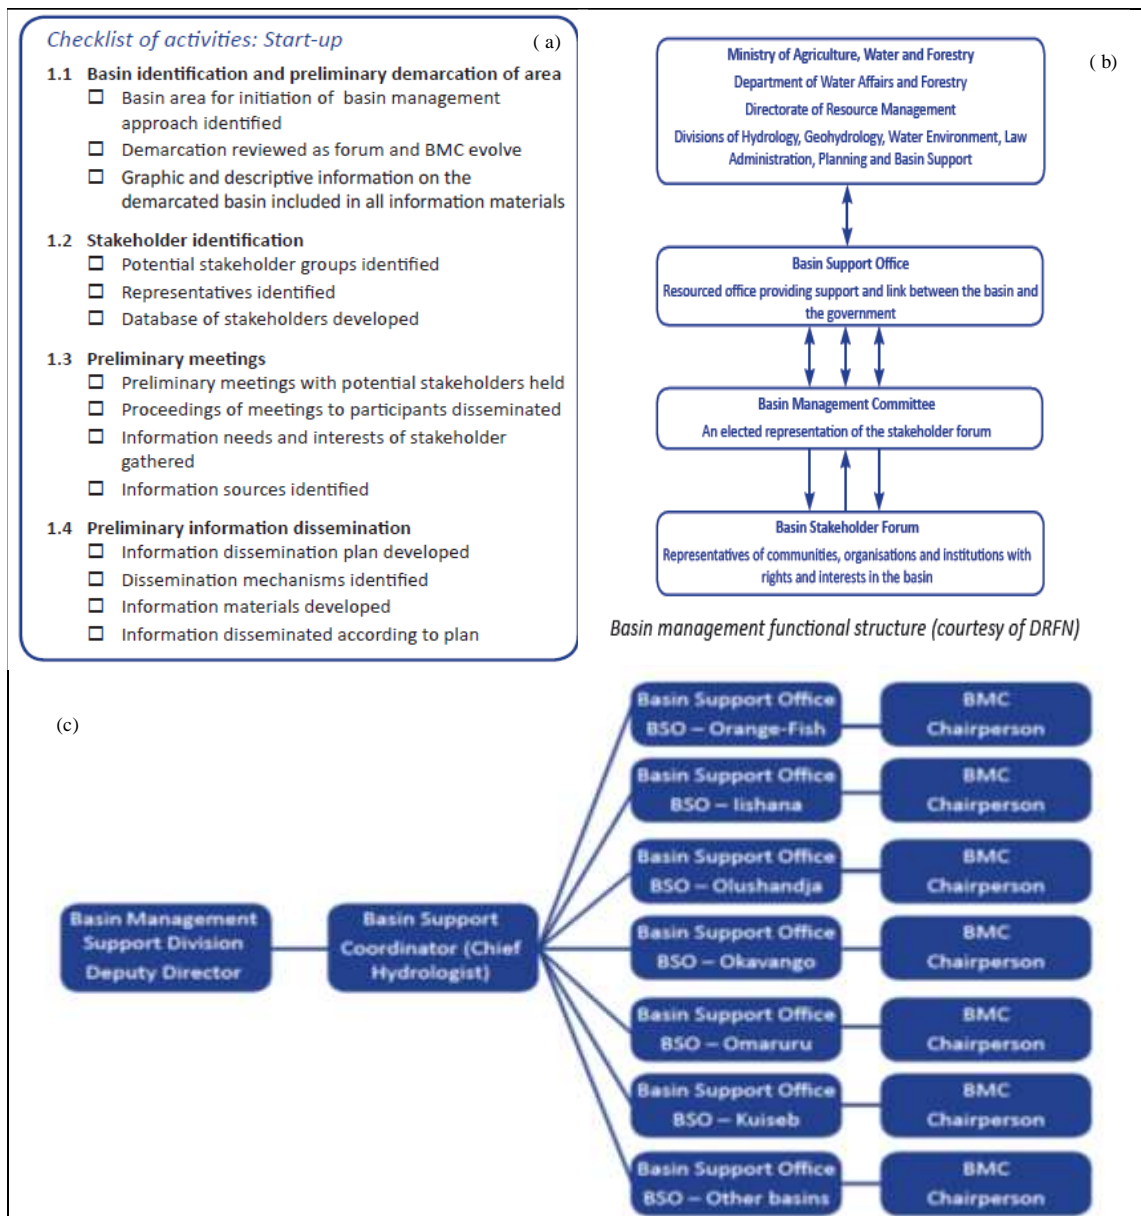 Checklist of activities: Start-up
( a)
1.1 Basin identification and preliminary demarcation of area
Basin area for initiation of basin management
approach identified
Demarcation reviewed as forum and BMC evolve
Graphic and descriptive information on the
demarcated basin included in all information materials
1.2 Stakeholder identification
Potential stakeholder groups identified
Representatives identified
Database of stakeholders developed
1.3 Preliminary meetings
Preliminary meetings with potential stakeholders held
Proceedings of meetings to participants disseminated
Information needs and interests of stakeholder
gathered
Information sources identified
1.4 Preliminary information dissemination
Information dissemination plan developed
Dissemination mechanisms identified
Information materials developed
Information disseminated according to plan
( b)
Ministry of Agriculture, Water and Forestry
Department of Water Affairs and Forestry
Directorate of Resource Management
Divisions of Hydrology, Geohydrology, Water Environment, Law
Administration, Planning and Basin Support
Basin Support Office
Resourced office providing support and link between the basin and
the government
Basin Management Committee
An elected representation of the stakeholder forum
Basin Stakeholder Forum
Representatives of communities, organisations and institutions with
rights and interests in the basin
Basin management functional structure (courtesy of DRFN)
(c)
Basin Management
Support Division
Deputy Director
Basin Support
Coordinator (Chief
Hydrologist)
Basin Support Office
BSO – Orange-Fish
BMC
Chairperson
Basin Support Office
BSO – Iishana
BMC
Chairperson
Basin Support Office
BSO – Olushandja
BMC
Chairperson
Basin Support Office
BSO – Okavango
BMC
Chairperson
Basin Support Office
BSO – Omaruru
BMC
Chairperson
Basin Support Office
BSO – Kuiseb
BMC
Chairperson
Basin Support Office
BSO – Other basins
BMC
Chairperson